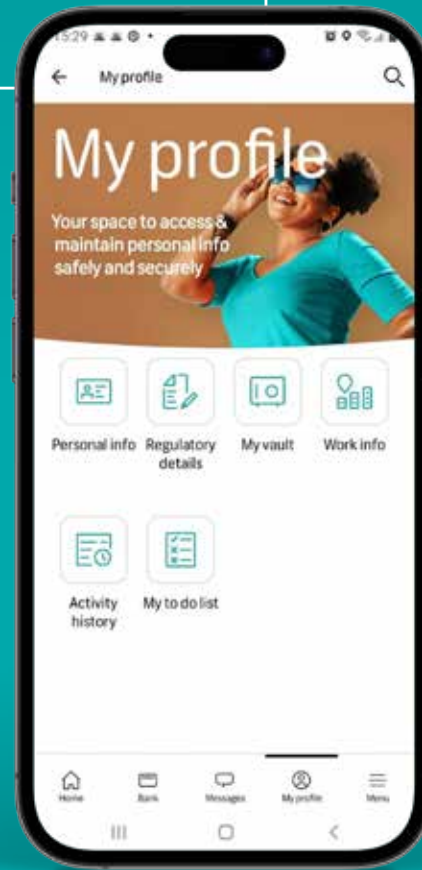 15:29
My profile
My profile
Your space to access &
maintain personal info
safely and securely
Personal info
Regulatory
details
My vault
Work info
Activity
history
My to do list
Home
Bank
Messages
My profile
Menu